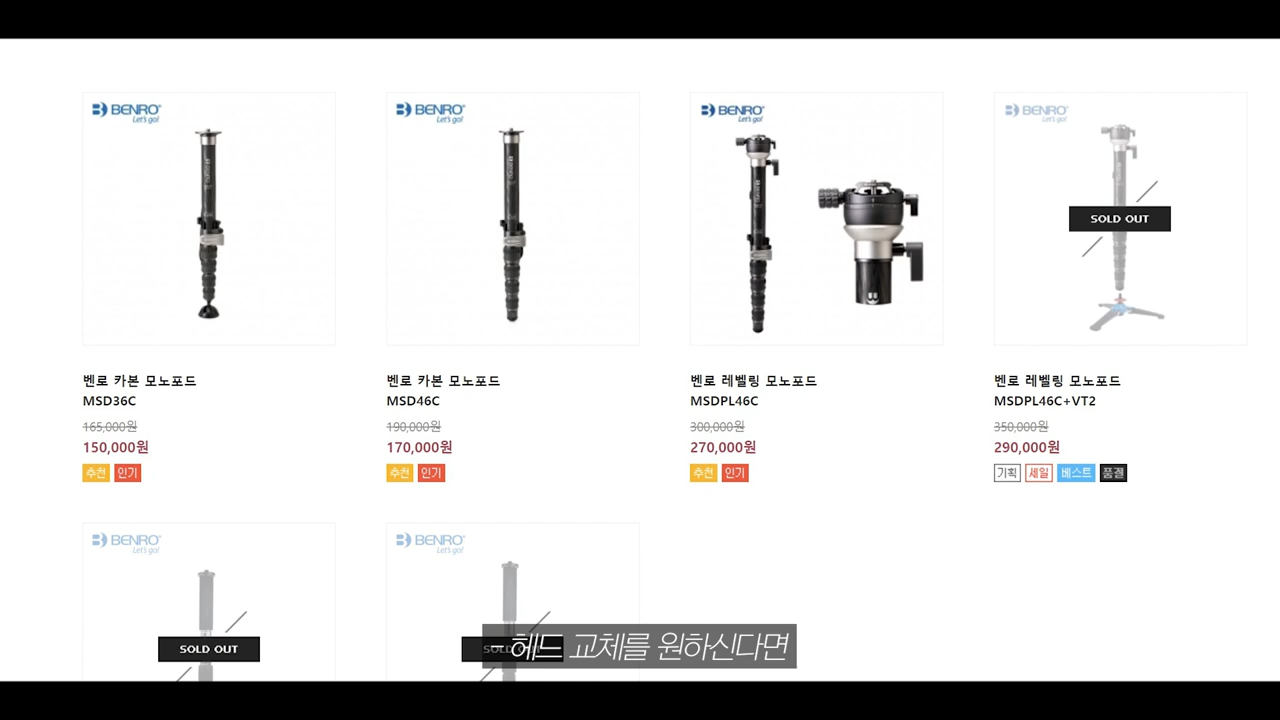 BENRO
Let's go!
BENRO
Let's go!
BENRO
Let's go!
BENRO
Let's go!
SOLD OUT
벤로 카본 모노포드
MSD36C
165,000원
150,000원
추천 인기
벤로 카본 모노포드
MSD46C
190,000원
170,000원
추천 인기
벤로 레벨링 모노포드
MSDPL46C
300,000원
270,000원
추천 인기
벤로 레벨링 모노포드
MSDPL46C+VT2
350,000원
290,000원
기획 세일 베스트 품절
BENRO
Let's go!
SOLD OUT
BENRO
Let's go!
SOLD OUT
헤드 교체를 원하신다면